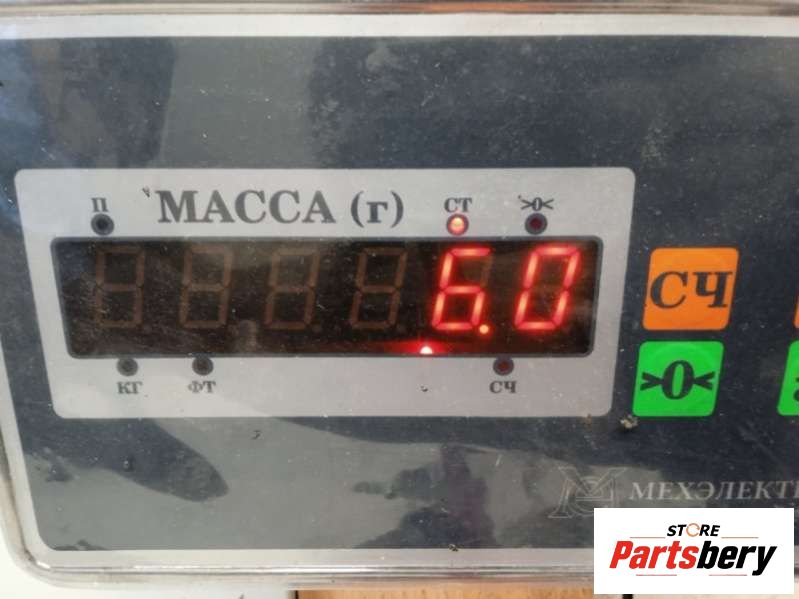 П МАССА (г) СТ >0<
6.0
КГ ФТ СЧ
СЧ
>0<
МЕХЭЛЕКТ
STORE
Partsbery